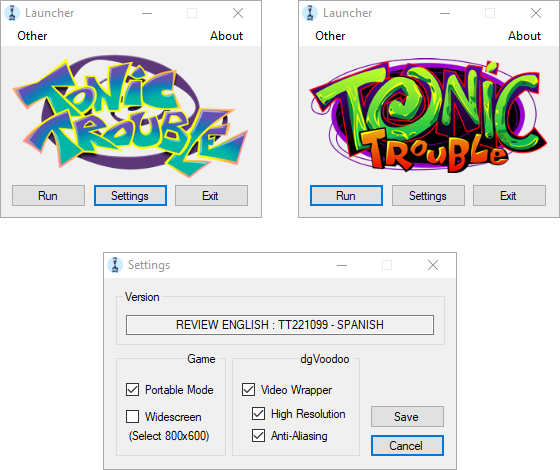 Launcher
Other About
TONIC
TROUBLE
Run Settings Exit
Launcher
Other About
TONIC
TROUBLE
Run Settings Exit
Settings
Version
REVIEW ENGLISH : TT221099 - SPANISH
Game
Portable Mode
Widescreen
(Select 800x600)
dgVoodoo
Video Wrapper
High Resolution
Anti-Aliasing
Save
Cancel